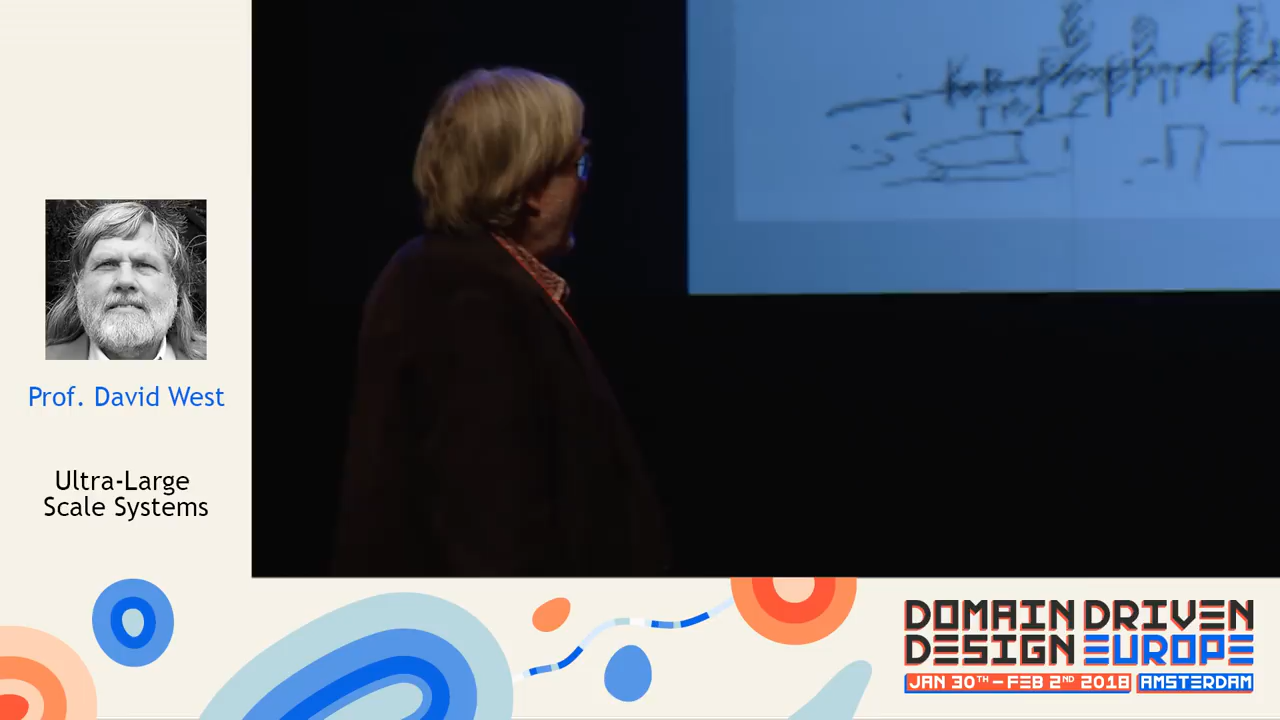 Prof. David West
Ultra-Large
Scale Systems
DOMAIN DRIVEN
DESIGN EUROPE
JAN 30TH - FEB 2ND 2018 AMSTERDAM